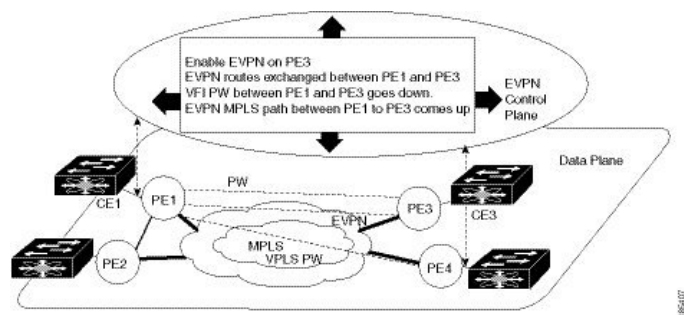 Enable EVPN on PE3
EVPN routes exchanged between PE1 and PE3
VFI PW between PE1 and PE3 goes down.
EVPN MPLS path between PE1 to PE3 comes up
EVPN
Control
Plane
Data Plane
PW
CE1
PE1
EVPN
PE3
CE3
MPLS
VPLS PW
PE2
PE4